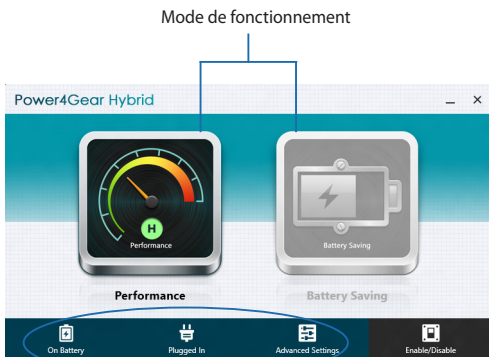 Mode de fonctionnement
Power4Gear Hybrid
H
Performance
Battery Saving
Performance
Battery Saving
On Battery
Plugged In
Advanced Settings
Enable/Disable